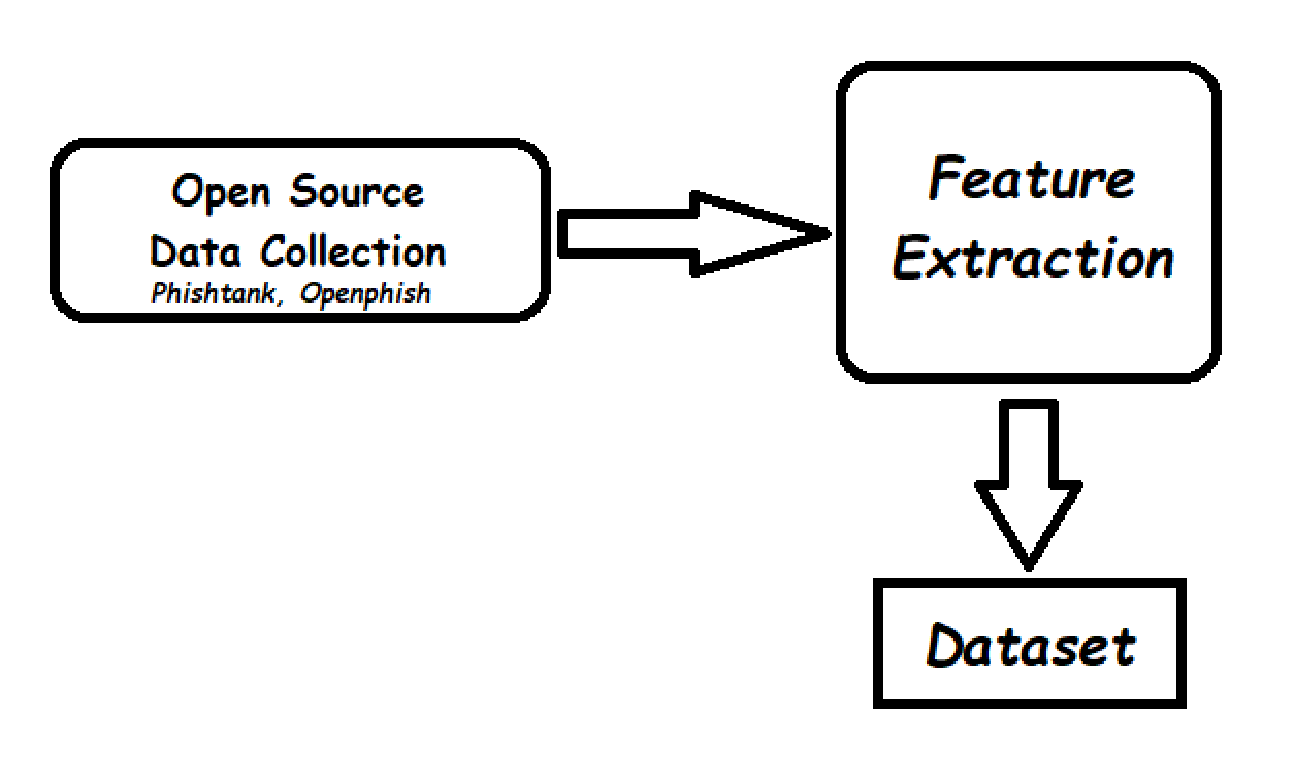 Open Source
Data Collection
Phishtank, Openphish
Feature
Extraction
Dataset